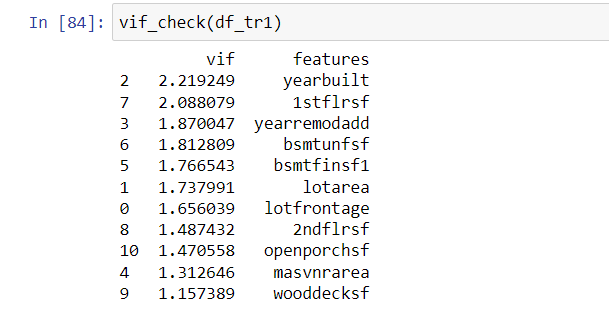 In [84]: vif_check(df_tr1)
vif features
2 2.219249 yearbuilt
7 2.088079 1stflrsf
3 1.870047 yearremodadd
6 1.812809 bsmtunfsf
5 1.766543 bsmtfinsf1
1 1.737991 lotarea
0 1.656039 lotfrontage
8 1.487432 2ndflrsf
10 1.470558 openporchsf
4 1.312646 masvnrarea
9 1.157389 wooddecksf